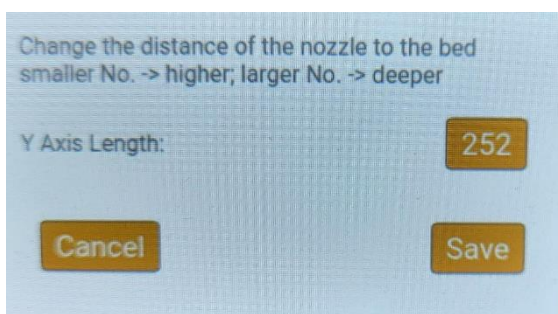 Change the distance of the nozzle to the bed
smaller No. -> higher; larger No. -> deeper
Y Axis Length:
252
Cancel
Save